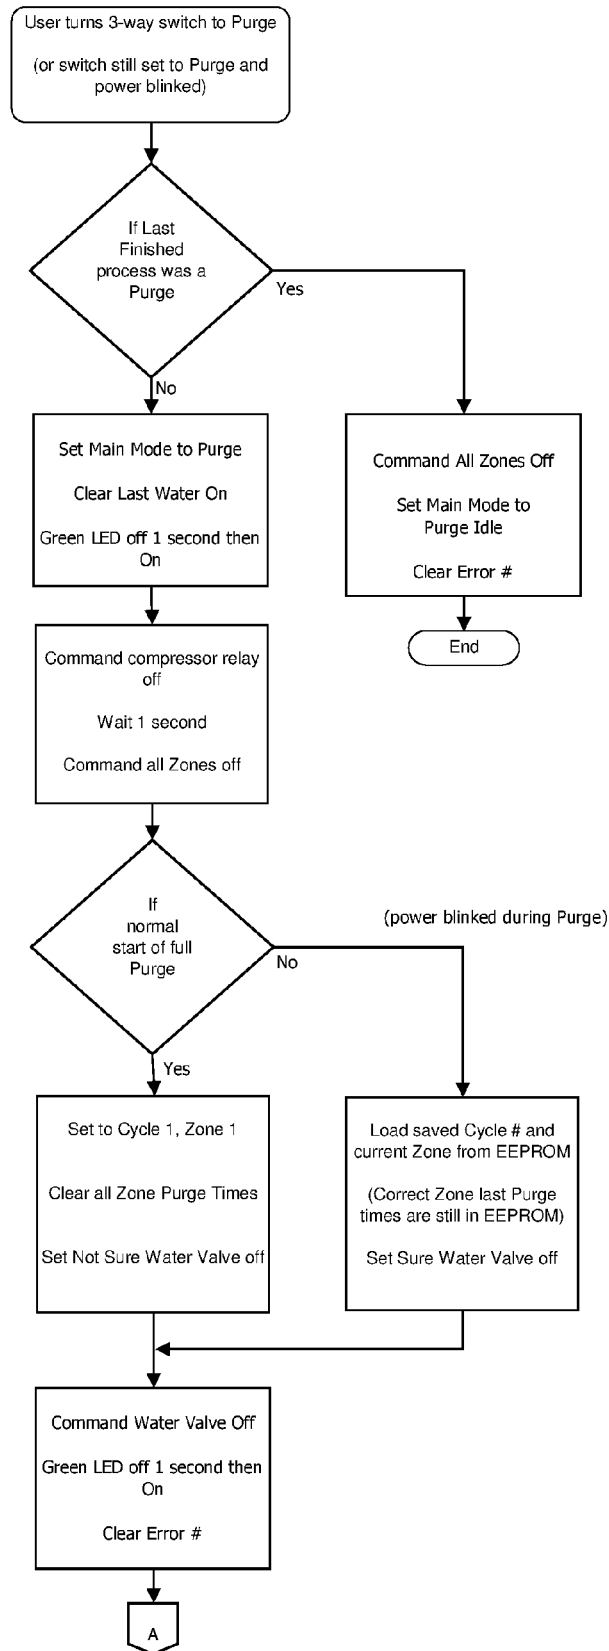 User turns 3-way switch to Purge
(or switch still set to Purge and
power blinked)
If Last
Finished
process was a
Purge
Yes
No
Set Main Mode to Purge
Clear Last Water On
Green LED off 1 second then
On
Command All Zones Off
Set Main Mode to
Purge Idle
Clear Error #
End
Command compressor relay
off
Wait 1 second
Command all Zones off
If
normal
start of full
Purge
(power blinked during Purge)
No
Yes
Set to Cycle 1, Zone 1
Clear all Zone Purge Times
Set Not Sure Water Valve off
Load saved Cycle # and
current Zone from EEPROM
(Correct Zone last Purge
times are still in EEPROM)
Set Sure Water Valve off
Command Water Valve Off
Green LED off 1 second then
On
Clear Error #
A